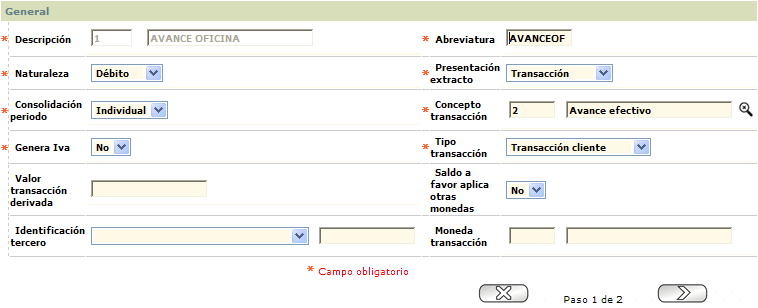 General
* Descripción 1 AVANCE OFICINA * Abreviatura AVANCEOF
* Naturaleza Débito * Presentación extracto Transacción
* Consolidación periodo Individual * Concepto transacción 2 Avance efectivo
* Genera Iva No * Tipo transacción Transacción cliente
Valor transacción derivada Saldo a favor aplica otras monedas No
Identificación tercero Moneda transacción
* Campo obligatorio
Paso 1 de 2